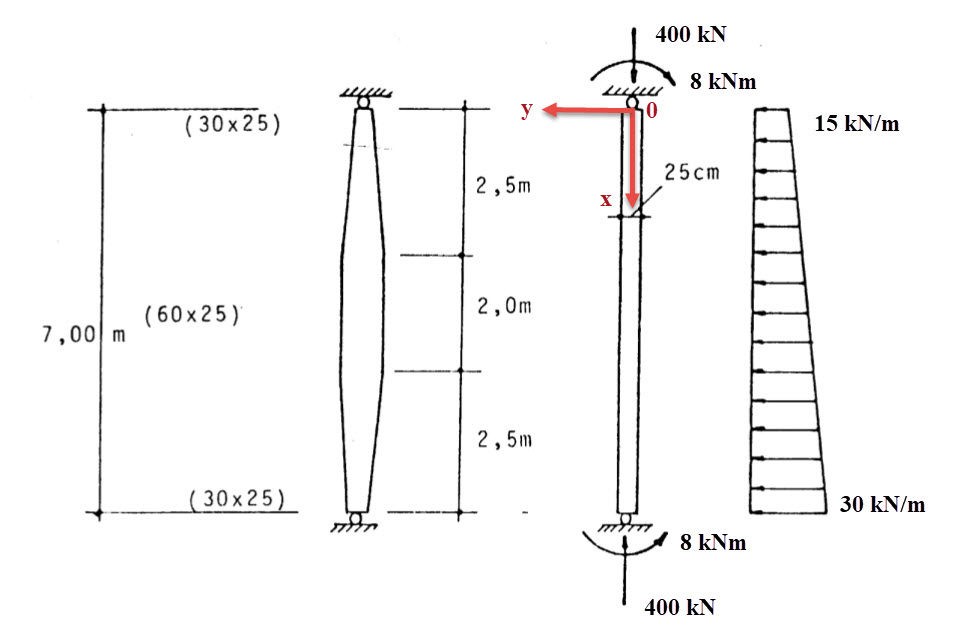 400 kN
8 kNm
y
0
(30x25)
15 kN/m
25cm
2,5m
x
(60x25)
2,0m
7,00 m
2,5m
(30x25)
30 kN/m
8 kNm
400 kN